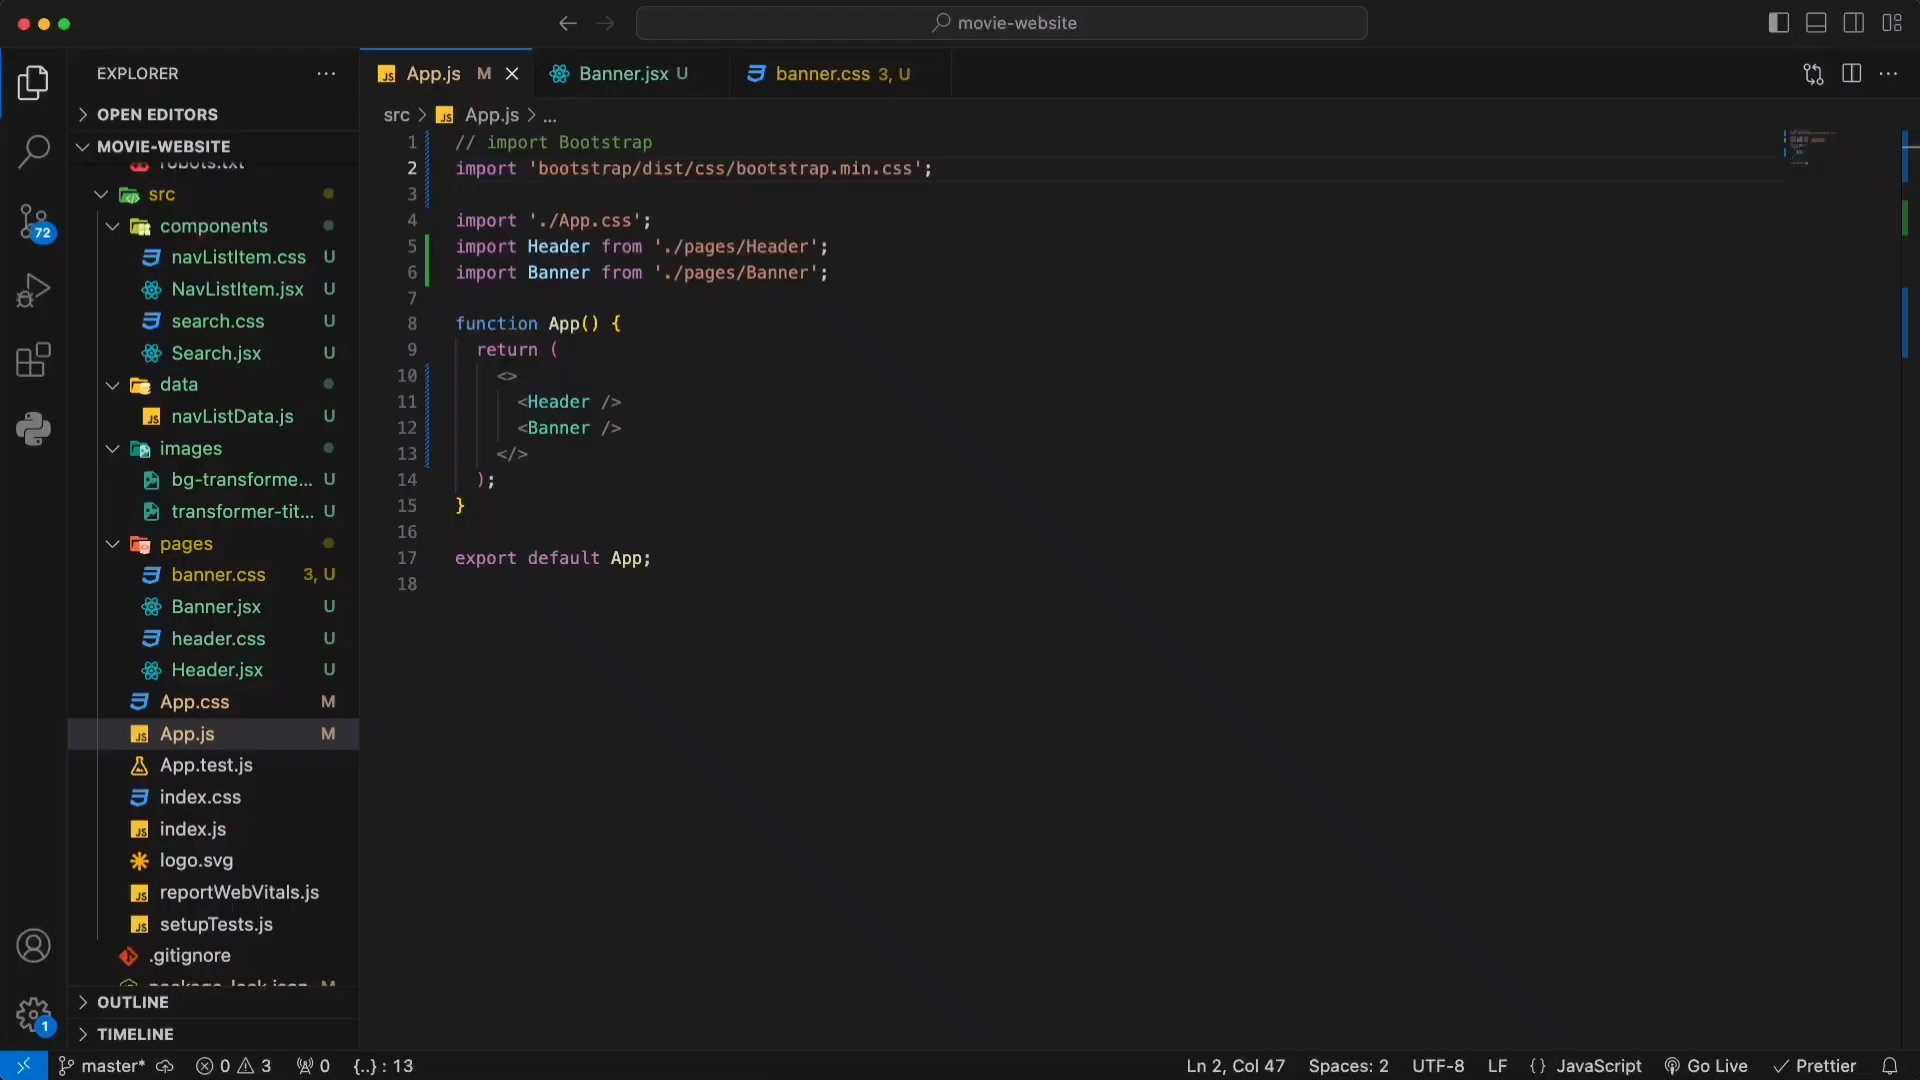 movie-website
EXPLORER
OPEN EDITORS
MOVIE-WEBSITE
robots.txt
src
components
navListItem.css U
NavListItem.jsx U
search.css U
Search.jsx U
data
navListData.js U
images
bg-transforme... U
transformer-tit... U
pages
banner.css 3, U
Banner.jsx U
header.css U
Header.jsx U
App.css M
App.js M
App.test.js
index.css
index.js
logo.svg
reportWebVitals.js
setupTests.js
.gitignore
package-lock.json M
OUTLINE
TIMELINE
72
1
App.js M
Banner.jsx U
banner.css 3, U
src > App.js > ...
1 // import Bootstrap
2 import 'bootstrap/dist/css/bootstrap.min.css';
3
4 import './App.css';
5 import Header from './pages/Header';
6 import Banner from './pages/Banner';
7
8 function App() {
9 return (
10 <>
11 <Header />
12 <Banner />
13 </>
14 );
15 }
16
17 export default App;
18
master* 0 3 0 {..} : 13
Ln 2, Col 47 Spaces: 2 UTF-8 LF {} JavaScript Go Live Prettier